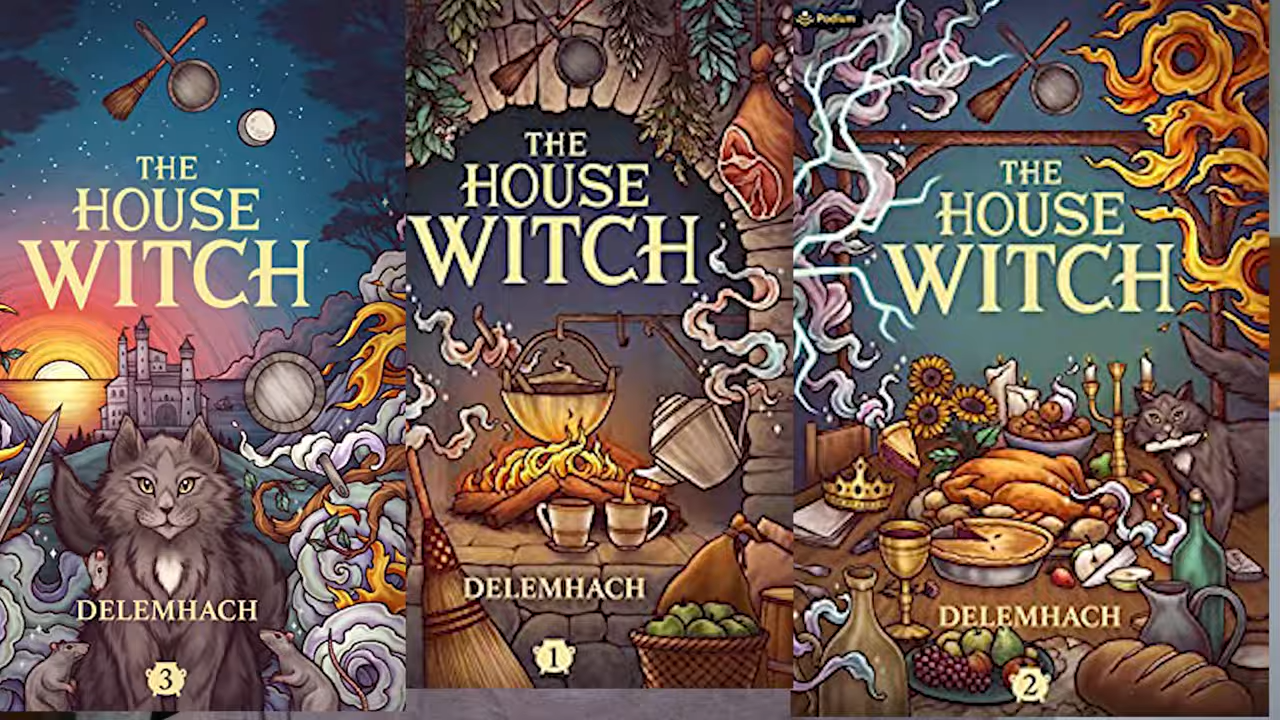 THE
HOUSE
WITCH
DELEMHACH
3
THE
HOUSE
WITCH
DELEMHACH
1
Podium
THE
HOUSE
WITCH
DELEMHACH
2